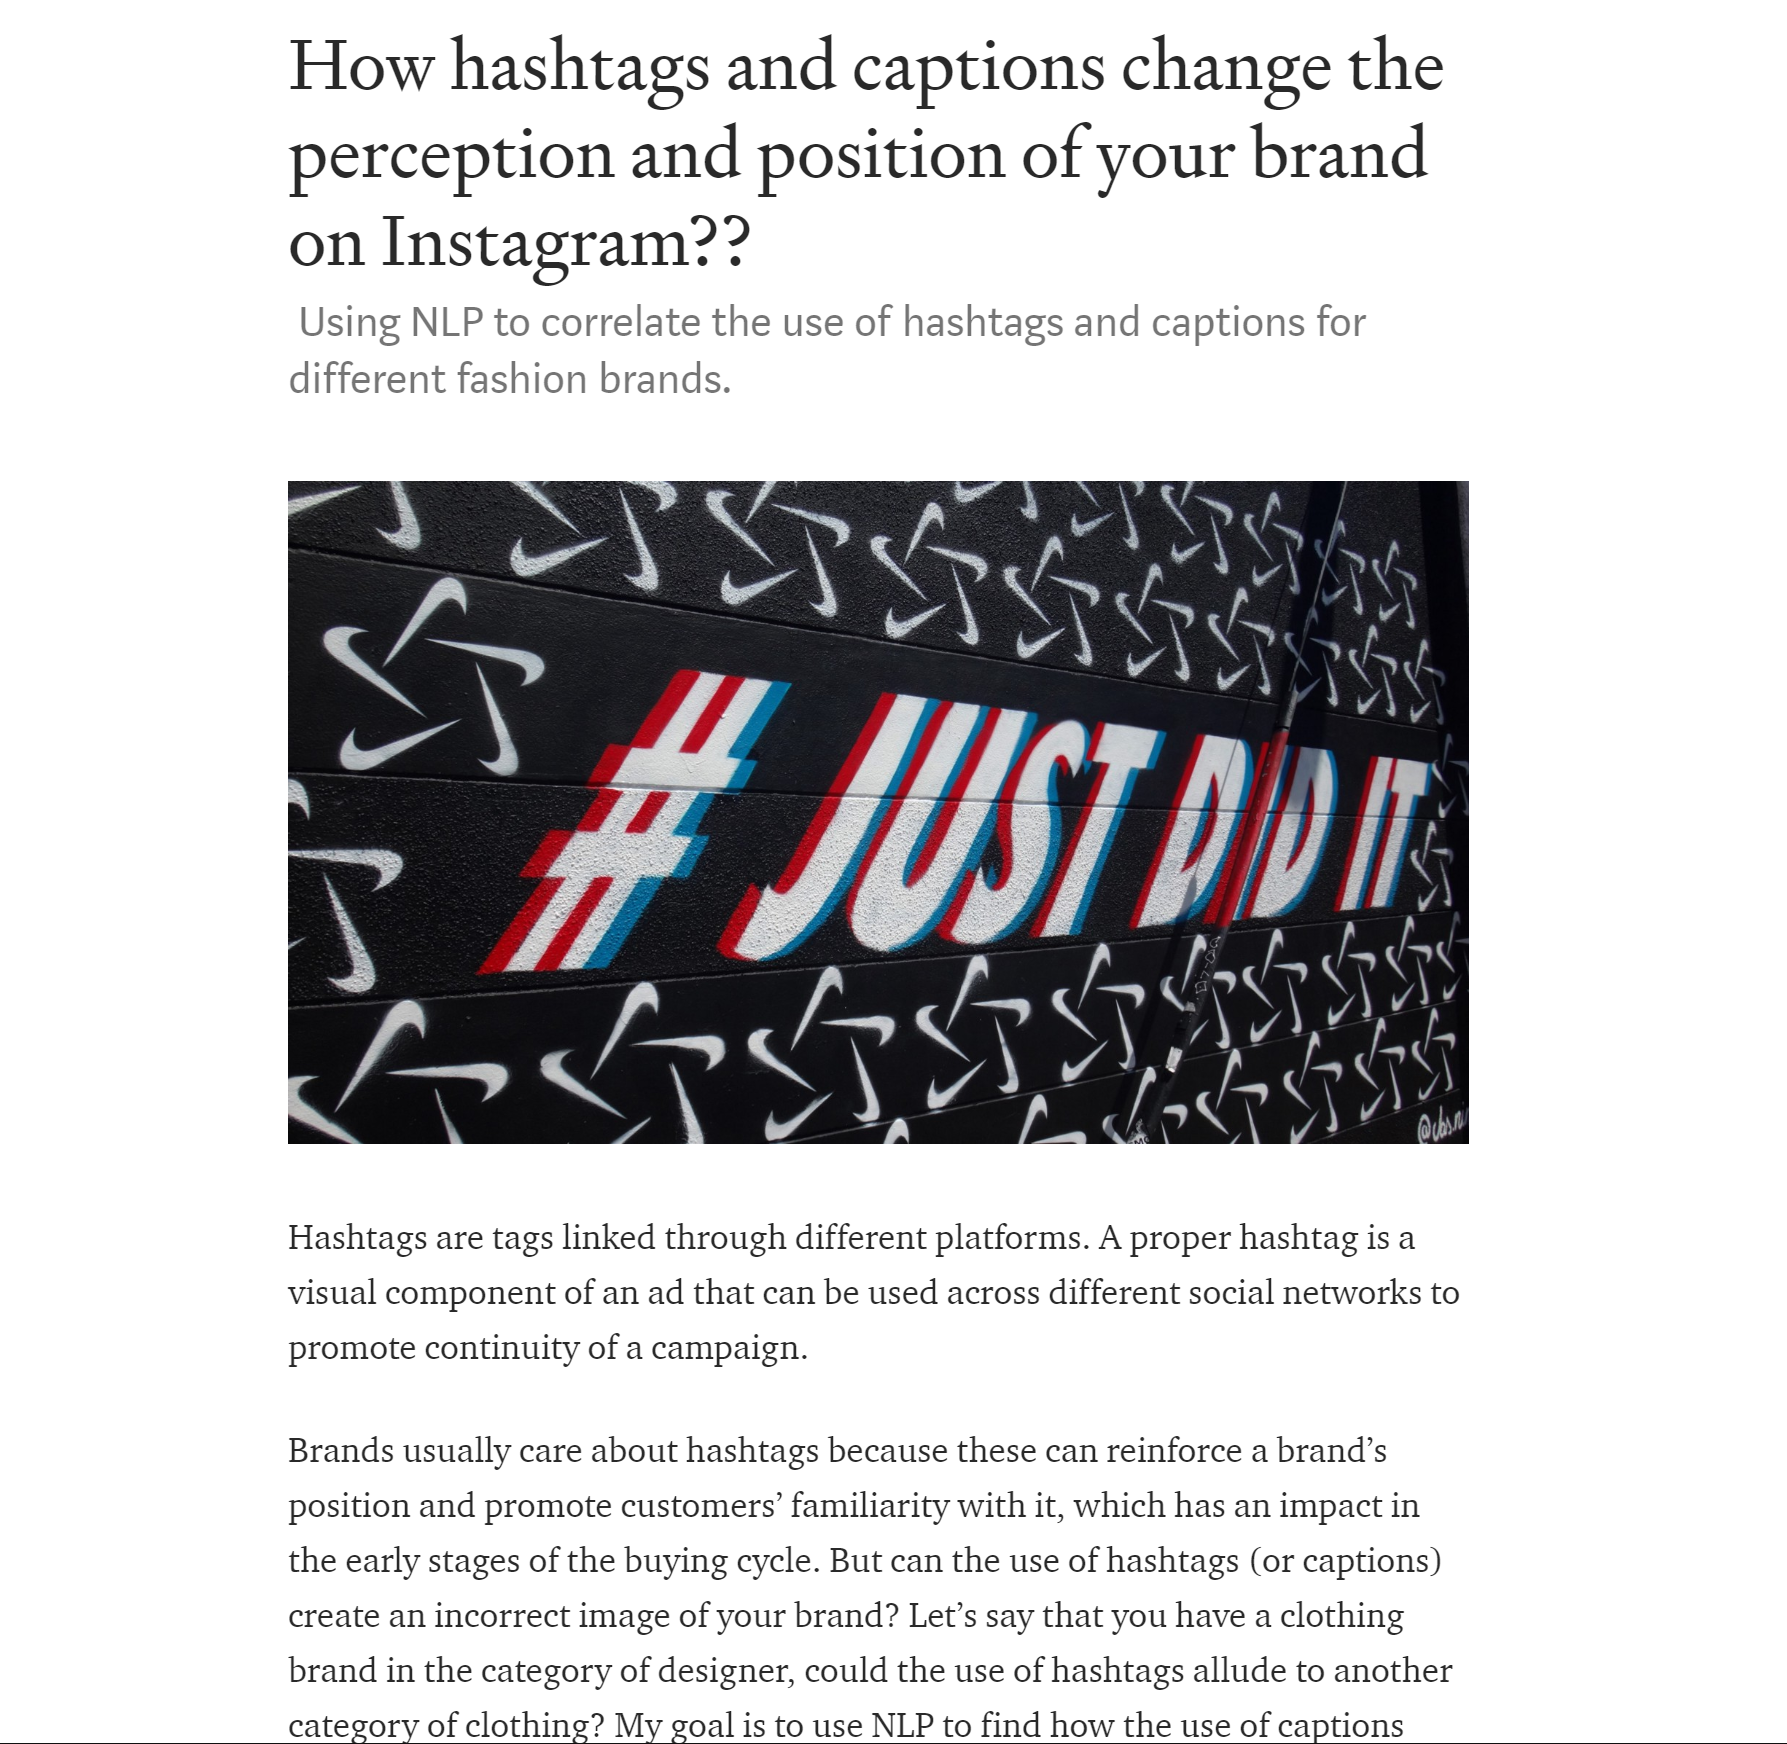 How hashtags and captions change the
perception and position of your brand
on Instagram??
Using NLP to correlate the use of hashtags and captions for
different fashion brands.
# JUST DID IT
Hashtags are tags linked through different platforms. A proper hashtag is a
visual component of an ad that can be used across different social networks to
promote continuity of a campaign.
Brands usually care about hashtags because these can reinforce a brand’s
position and promote customers’ familiarity with it, which has an impact in
the early stages of the buying cycle. But can the use of hashtags (or captions)
create an incorrect image of your brand? Let’s say that you have a clothing
brand in the category of designer, could the use of hashtags allude to another
category of clothing? My goal is to use NLP to find how the use of captions